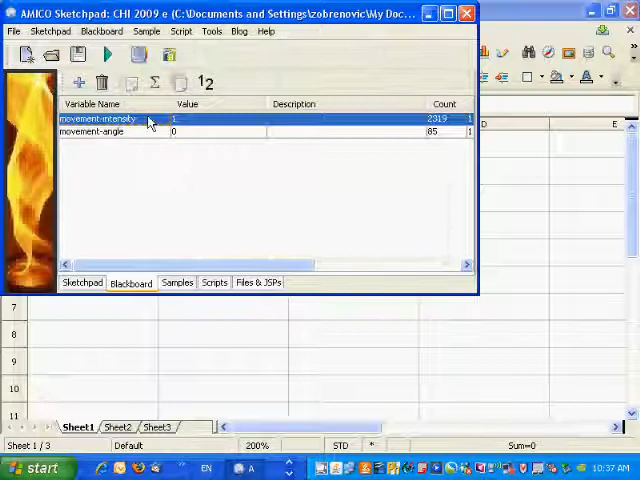 AMICO Sketchpad: CHI 2009 e (C:\Documents and Settings\zobrenovic\My Doc...
File Sketchpad Blackboard Sample Script Tools Blog Help
Σ 12
Variable Name Value Description Count
movement-intensity 1 2319 1
movement-angle 0 85 1
D E
Sketchpad Blackboard Samples Scripts Files & JSPs
7
8
9
10
11
Sheet1 Sheet2 Sheet3
Sheet 1 / 3 Default 200% STD * Sum=0
start EN A 10:37 AM